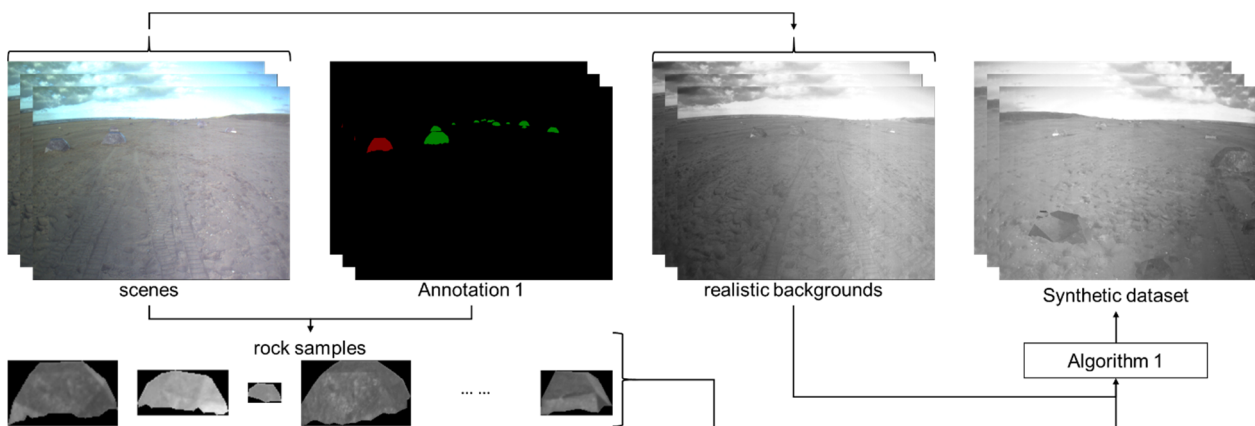 scenes
Annotation 1
realistic backgrounds
Synthetic dataset
rock samples
Algorithm 1
... ...